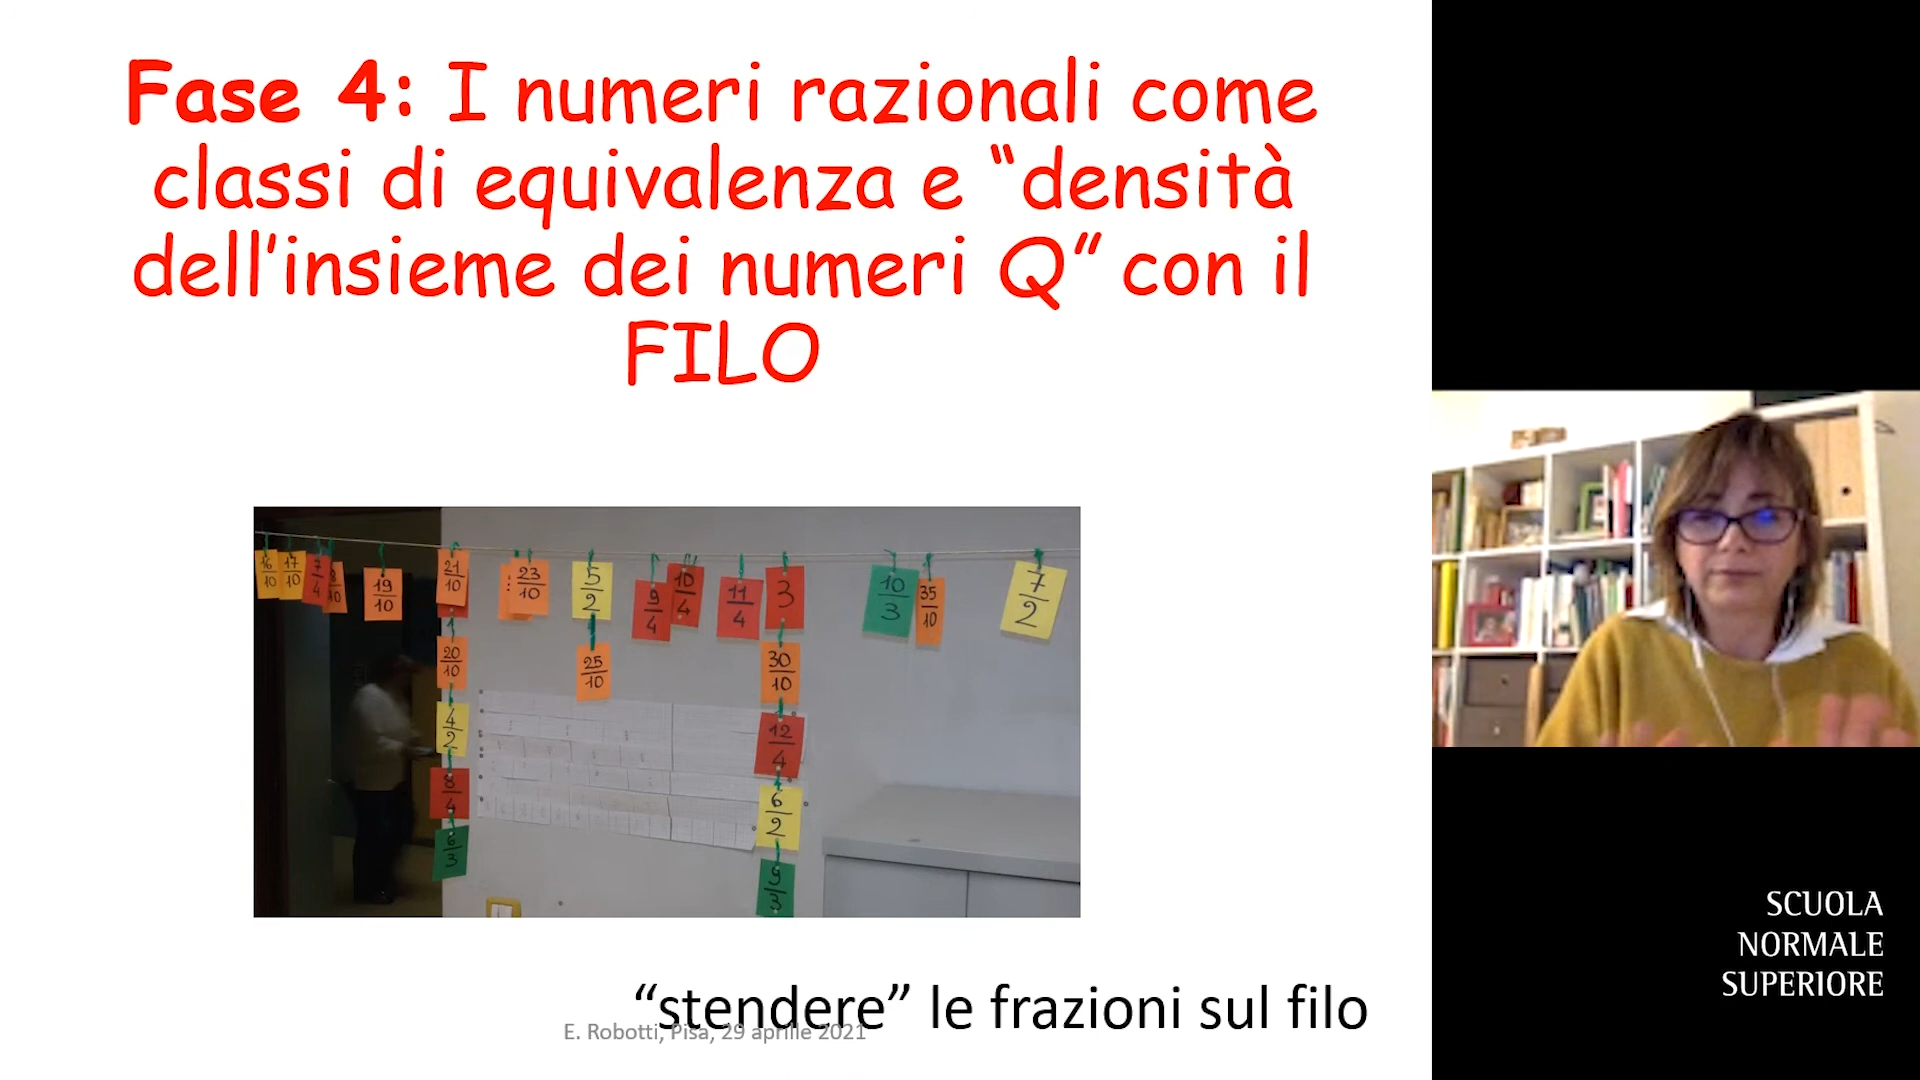 Fase 4: I numeri razionali come
classi di equivalenza e “densità
dell’insieme dei numeri Q” con il
FILO
16/10 17/10 7/4 19/10 21/10 23/10 5/2 9/4 10/4 11/4 3 10/3 35/10 7/2
20/10 25/10 30/10
4/2 12/4
8/4 6/2
6/3 9/3
“stendere” le frazioni sul filo
E. Robotti, Pisa, 29 aprile 2021
SCUOLA
NORMALE
SUPERIORE